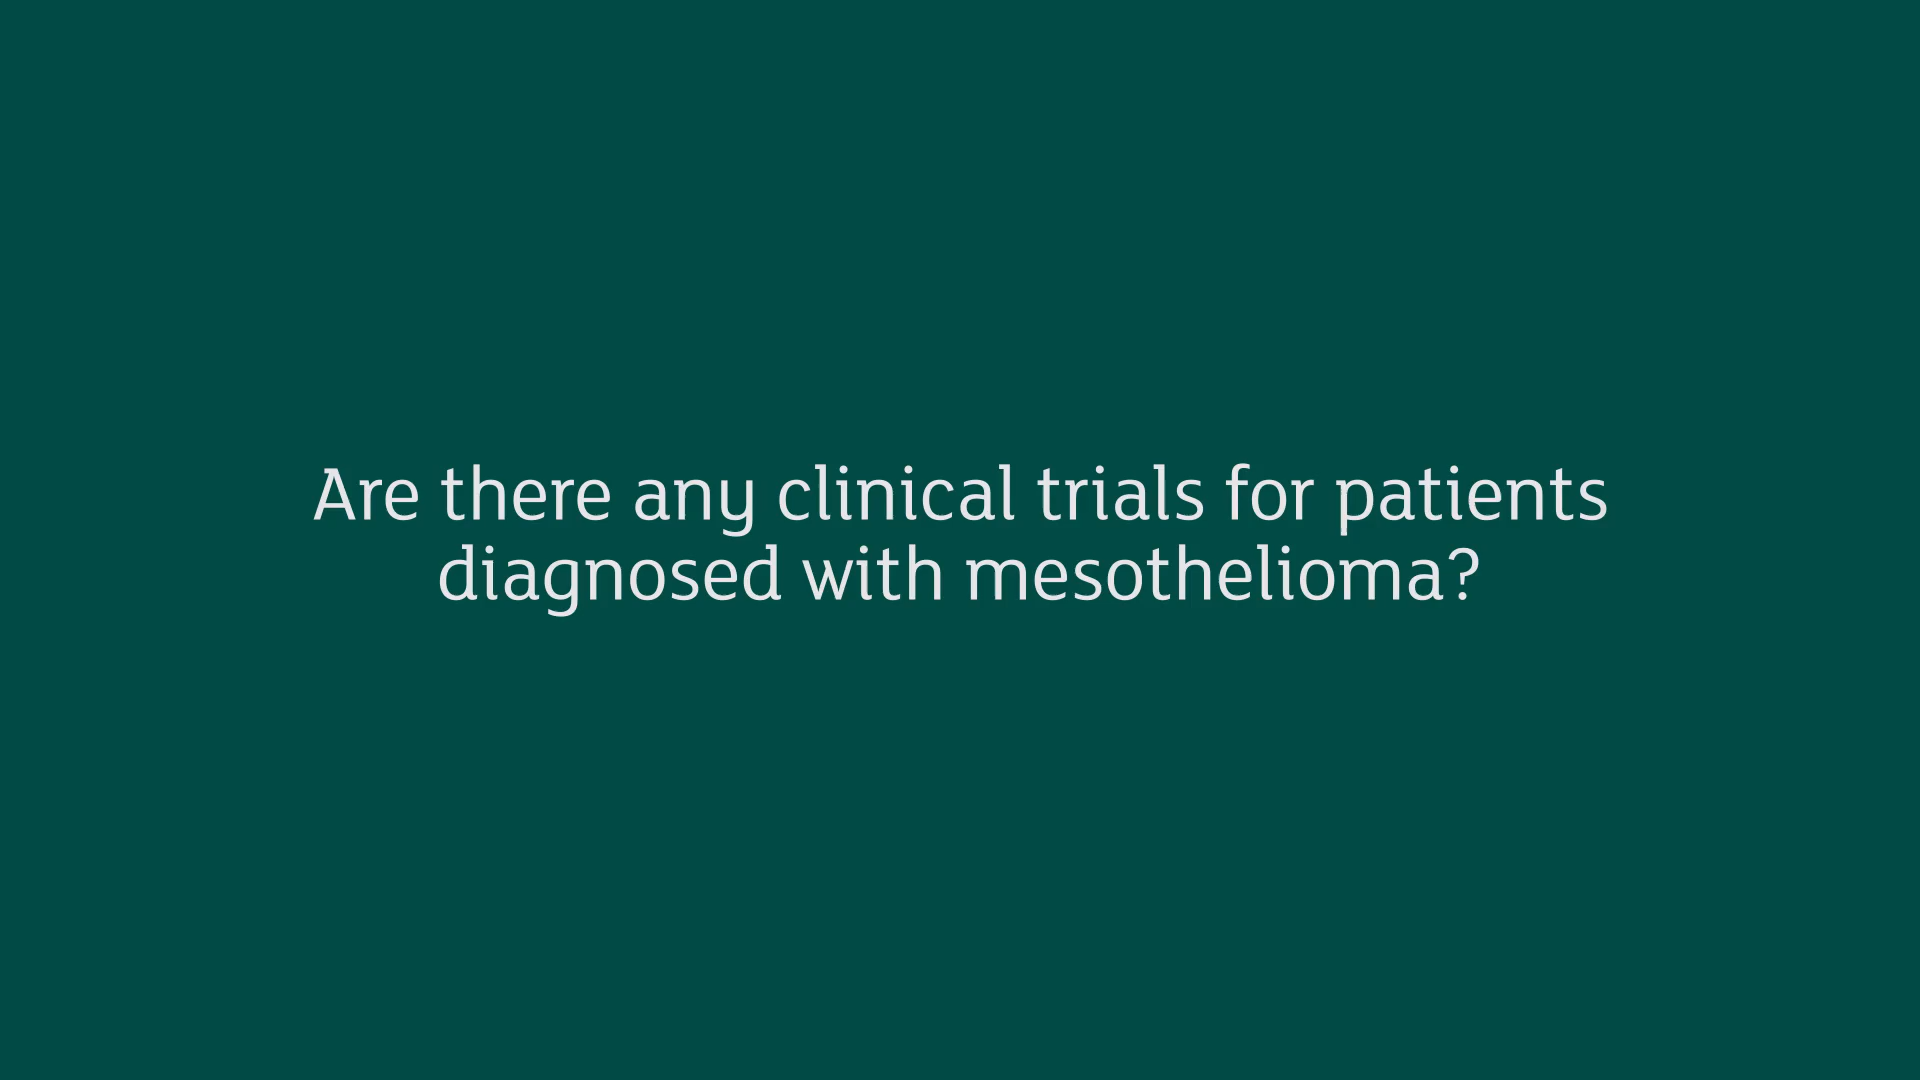 Are there any clinical trials for patients
diagnosed with mesothelioma?